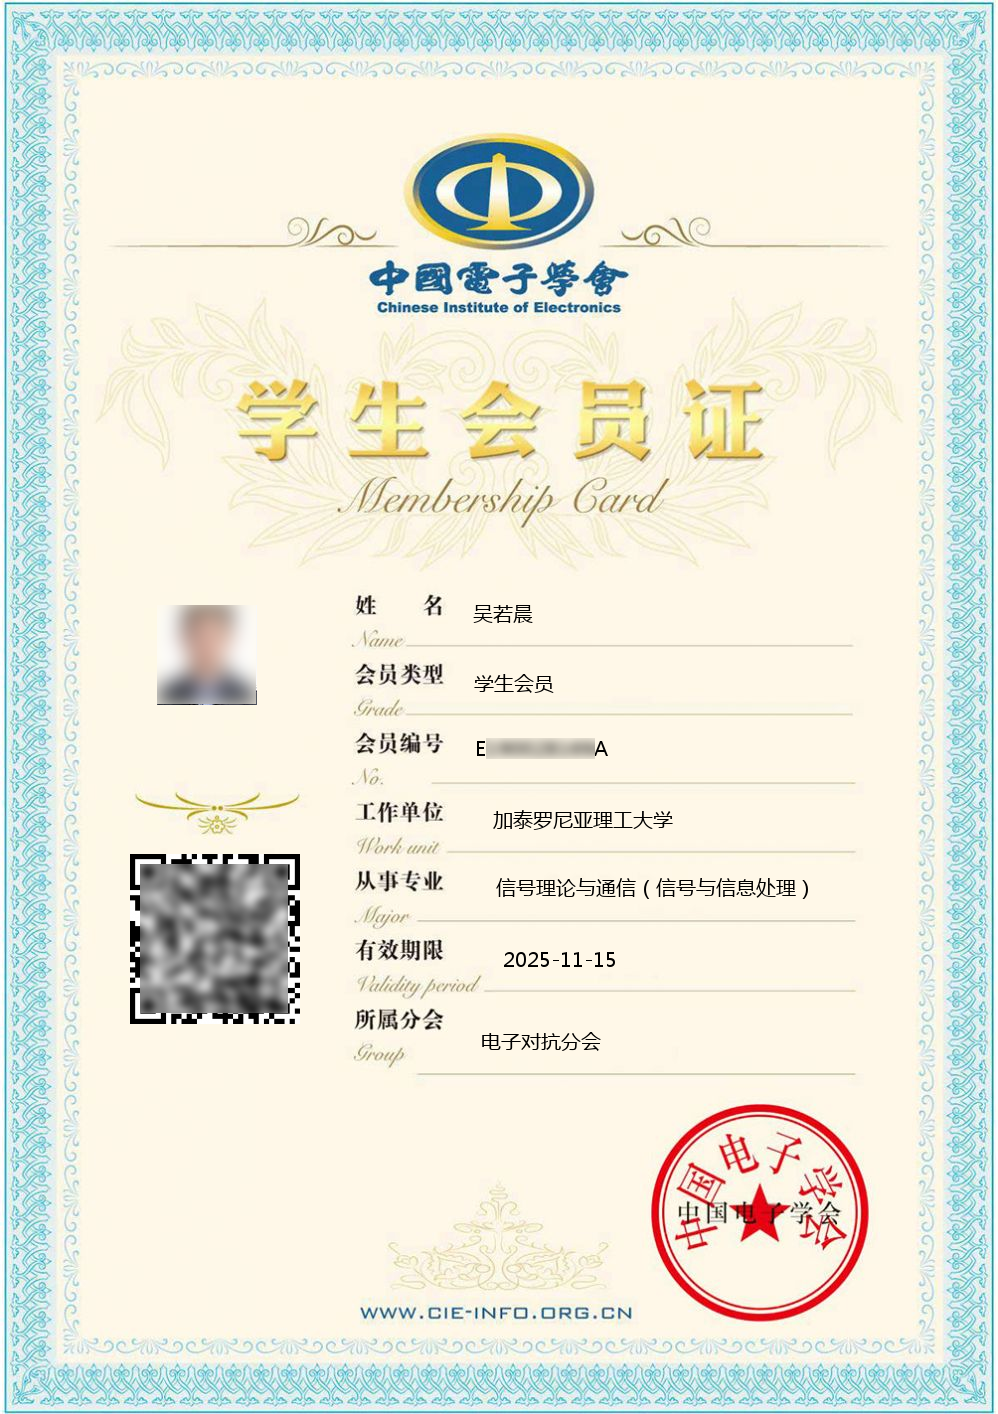 中國電子學會
Chinese Institute of Electronics
学生会员证
Membership Card
姓 名 吴若晨
Name
会员类型 学生会员
Grade
会员编号 E A
No.
工作单位 加泰罗尼亚理工大学
Work unit
从事专业 信号理论与通信（信号与信息处理）
Major
有效期限 2025-11-15
Validity period
所属分会 电子对抗分会
Group
中国电子学会
中国电子学会
WWW.CIE-INFO.ORG.CN